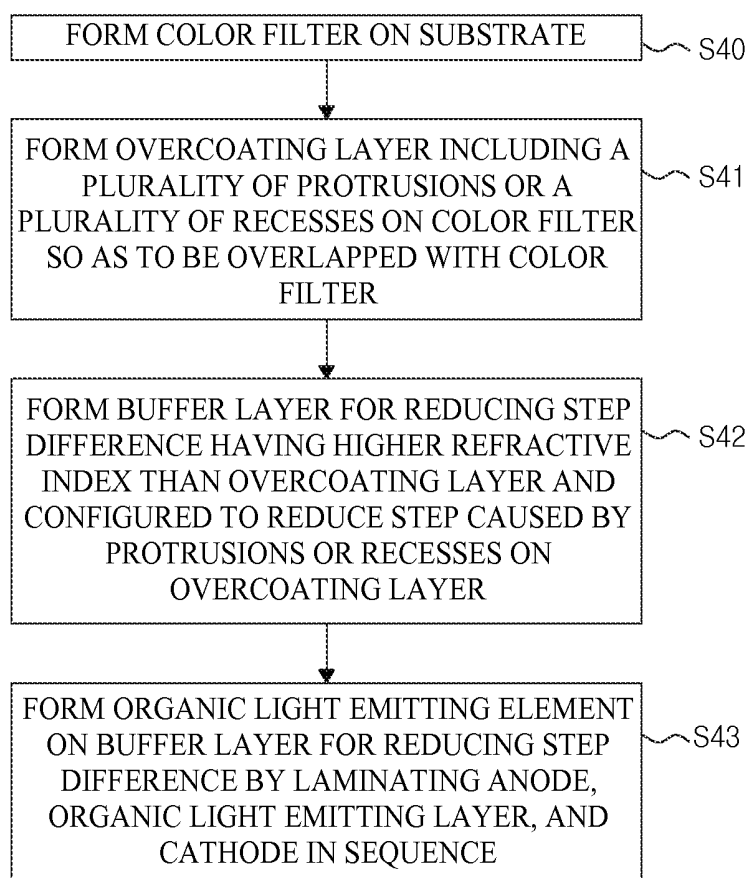 FORM COLOR FILTER ON SUBSTRATE
S40
FORM OVERCOATING LAYER INCLUDING A
PLURALITY OF PROTRUSIONS OR A
PLURALITY OF RECESSES ON COLOR FILTER
SO AS TO BE OVERLAPPED WITH COLOR
FILTER
S41
FORM BUFFER LAYER FOR REDUCING STEP
DIFFERENCE HAVING HIGHER REFRACTIVE
INDEX THAN OVERCOATING LAYER AND
CONFIGURED TO REDUCE STEP CAUSED BY
PROTRUSIONS OR RECESSES ON
OVERCOATING LAYER
S42
FORM ORGANIC LIGHT EMITTING ELEMENT
ON BUFFER LAYER FOR REDUCING STEP
DIFFERENCE BY LAMINATING ANODE,
ORGANIC LIGHT EMITTING LAYER, AND
CATHODE IN SEQUENCE
S43